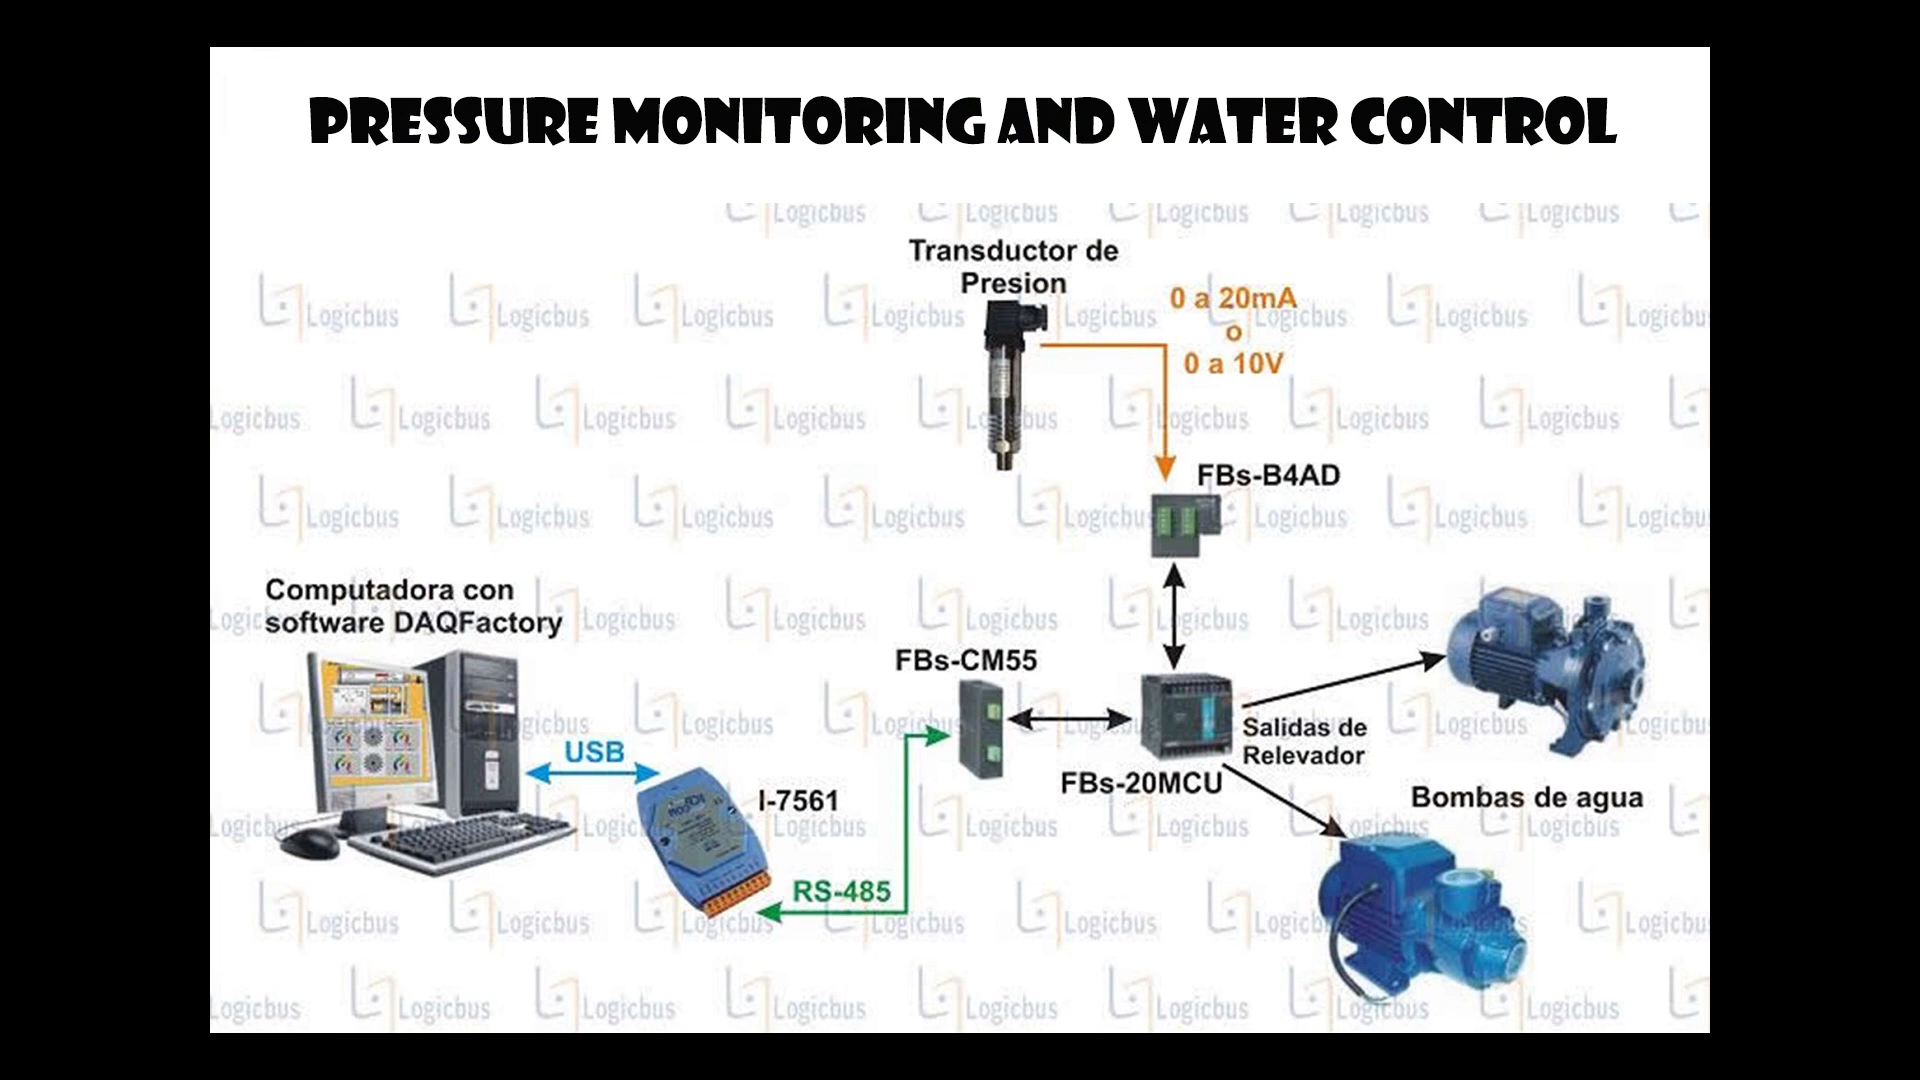 PRESSURE MONITORING AND WATER CONTROL
Transductor de
Presion
0 a 20mA
o
0 a 10V
FBs-B4AD
Computadora con
software DAQFactory
FBs-CM55
USB
I-7561
RS-485
FBs-20MCU
Salidas de
Relevador
Bombas de agua
Logicbus